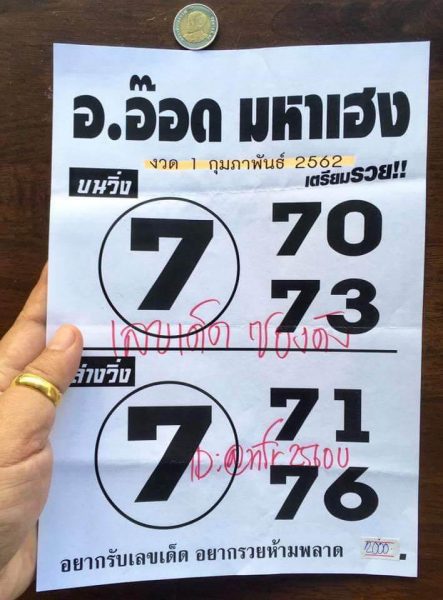 อ.อ๊อด มหาเฮง
งวด 1 กุมภาพันธ์ 2562
เตรียมรวย!!
บนวิ่ง
7
70
73
เลขเด็ด ซองดัง
ล่างวิ่ง
7
71
76
ID:
อยากรับเลขเด็ด อยากรวยห้ามพลาด